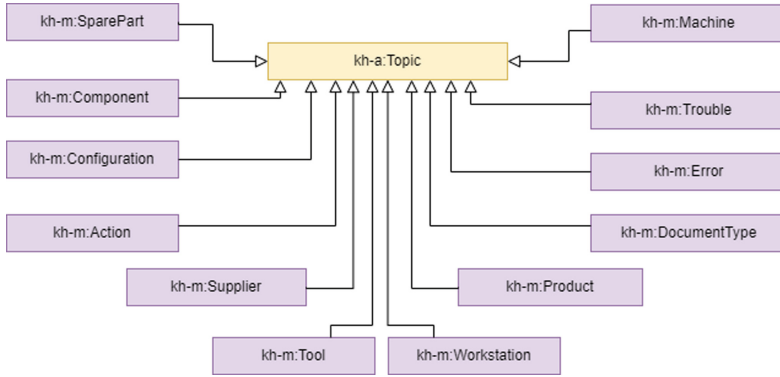 kh-m:SparePart
kh-m:Machine
kh-a:Topic
kh-m:Component
kh-m:Trouble
kh-m:Configuration
kh-m:Error
kh-m:Action
kh-m:DocumentType
kh-m:Supplier
kh-m:Product
kh-m:Tool
kh-m:Workstation